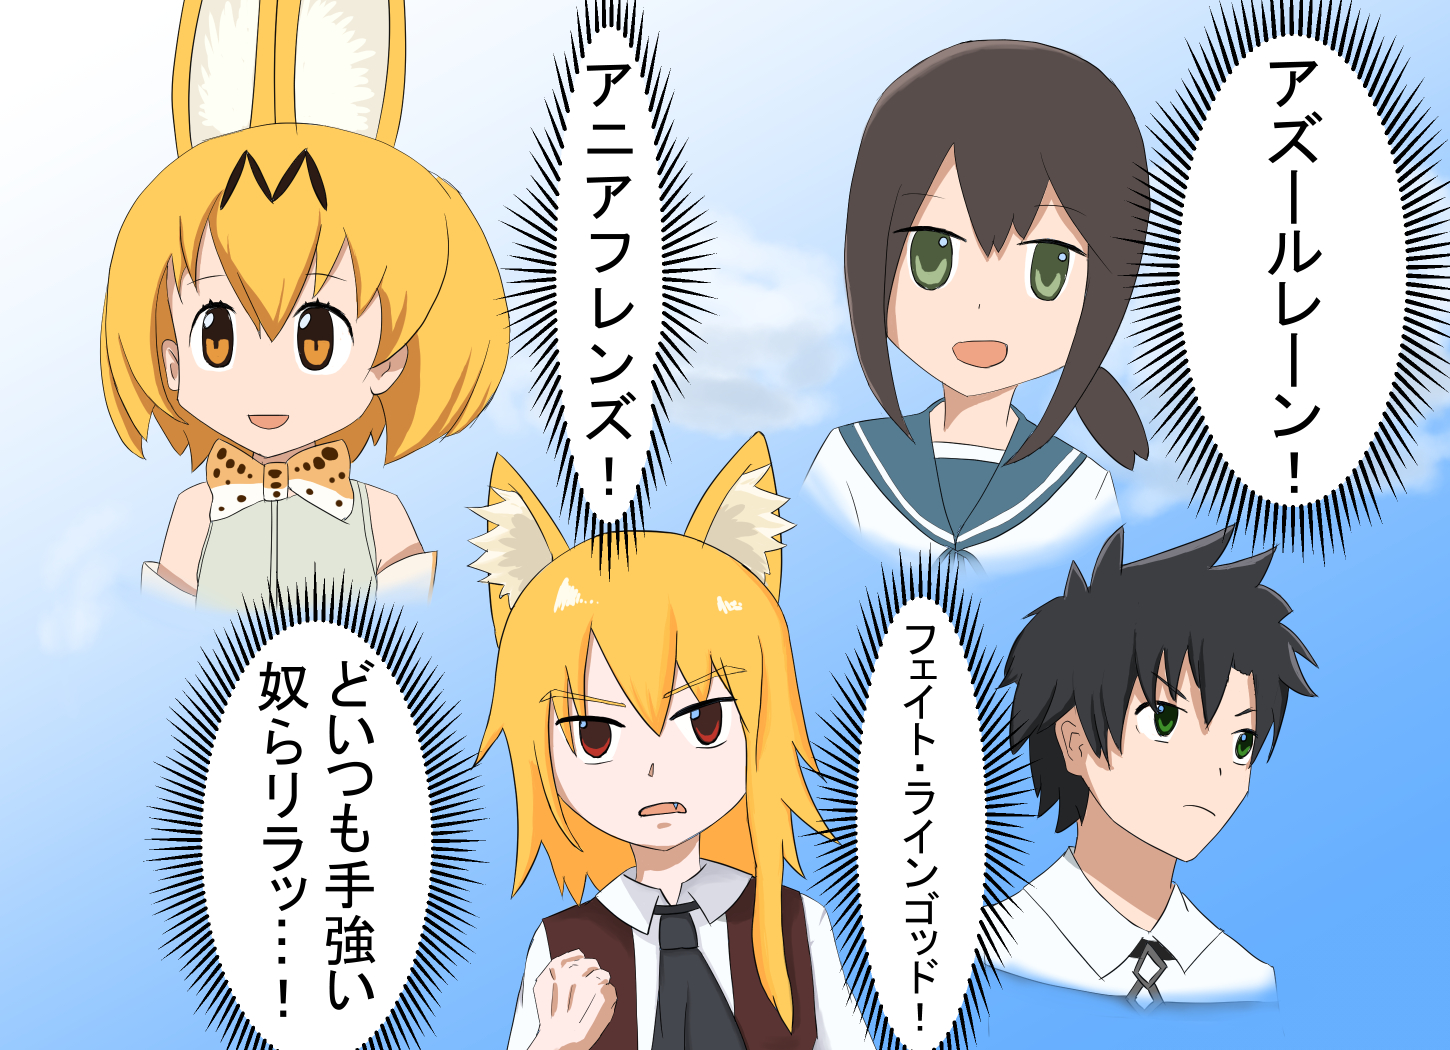 アズールレーン！
アニアフレンズ！
フェイト・ラインゴッド！
どいつも手強い
奴らリラッ…！